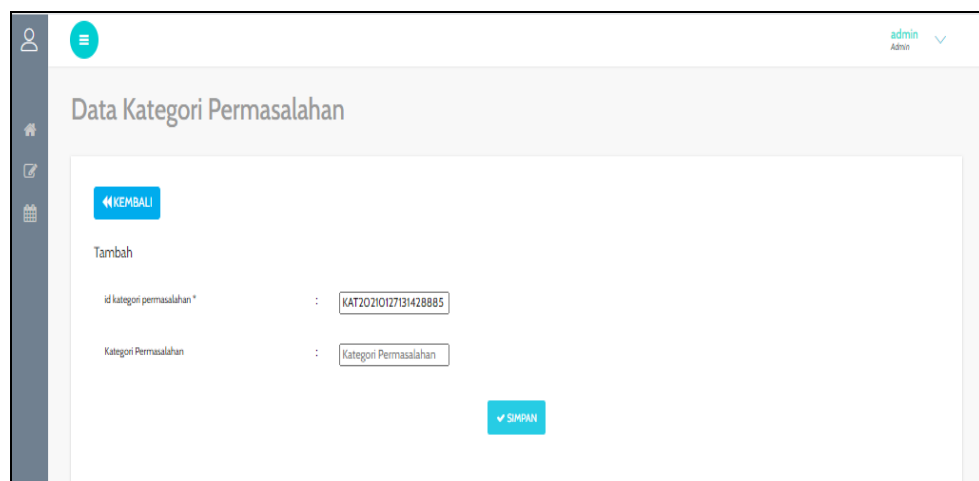 admin
Admin
Data Kategori Permasalahan
KEMBALI
Tambah
id kategori permasalahan * : KAT20210127131428885
Kategori Permasalahan : Kategori Permasalahan
SIMPAN